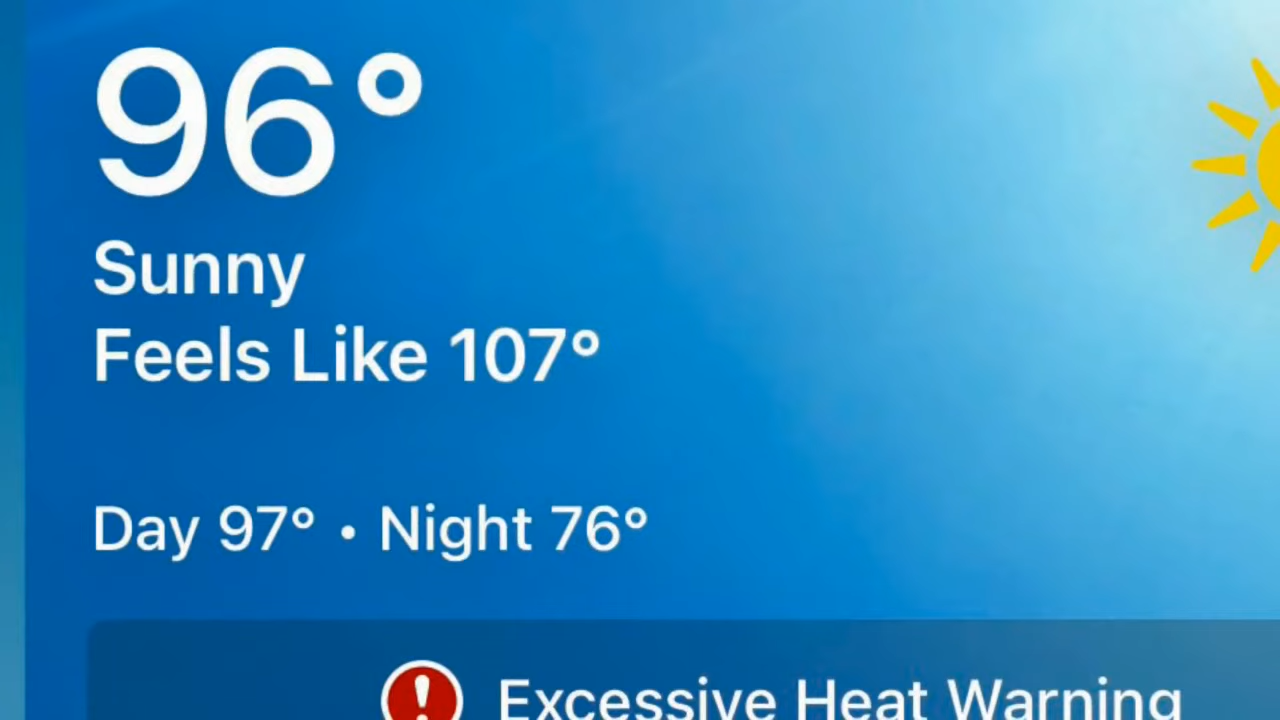 96°
Sunny
Feels Like 107°
Day 97° • Night 76°
Excessive Heat Warning